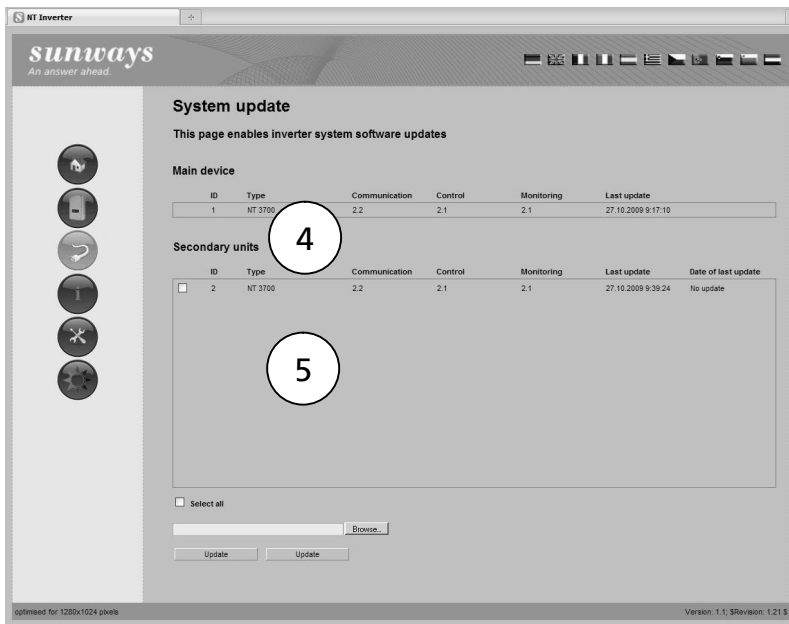 NT Inverter
sunways
An answer ahead.
System update
This page enables inverter system software updates
Main device
ID Type Communication Control Monitoring Last update
1 NT 3700 2.2 2.1 2.1 27.10.2009 9:17:10
4
Secondary units
ID Type Communication Control Monitoring Last update Date of last update
2 NT 3700 2.2 2.1 2.1 27.10.2009 9:39:24 No update
5
Select all
Browse..
Update Update
optimised for 1280x1024 pixels Version: 1.1; $Revision: 1.21 $